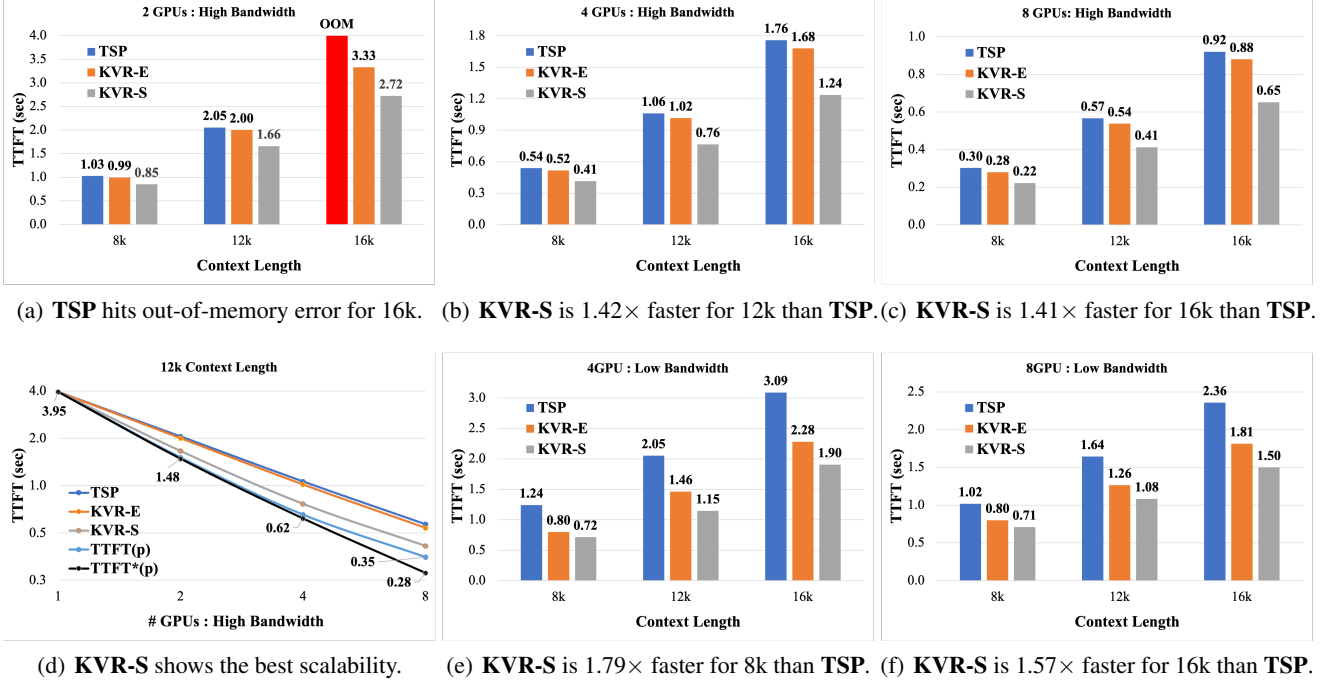 2 GPUs : High Bandwidth
OOM
4.0
3.5
3.0
2.5
2.0
1.5
1.0
0.5
0.0
TTFT (sec)
TSP
KVR-E
KVR-S
1.03 0.99 0.85
2.05 2.00 1.66
3.33 2.72
8k 12k 16k
Context Length
(a) TSP hits out-of-memory error for 16k.
4 GPUs : High Bandwidth
1.8
1.5
1.2
0.9
0.6
0.3
0.0
TTFT (sec)
TSP
KVR-E
KVR-S
0.54 0.52 0.41
1.06 1.02 0.76
1.76 1.68 1.24
8k 12k 16k
Context Length
(b) KVR-S is 1.42× faster for 12k than TSP.
8 GPUs: High Bandwidth
1.0
0.8
0.6
0.4
0.2
0.0
TTFT (sec)
TSP
KVR-E
KVR-S
0.30 0.28 0.22
0.57 0.54 0.41
0.92 0.88 0.65
8k 12k 16k
Context Length
(c) KVR-S is 1.41× faster for 16k than TSP.
12k Context Length
4.0
2.0
1.0
0.5
0.3
TTFT (sec)
3.95
1.48
0.62
0.35
0.28
TSP
KVR-E
KVR-S
TTFT(p)
TTFT*(p)
1 2 4 8
# GPUs : High Bandwidth
(d) KVR-S shows the best scalability.
4GPU : Low Bandwidth
3.0
2.5
2.0
1.5
1.0
0.5
0.0
TTFT (sec)
TSP
KVR-E
KVR-S
1.24 0.80 0.72
2.05 1.46 1.15
3.09 2.28 1.90
8k 12k 16k
Context Length
(e) KVR-S is 1.79× faster for 8k than TSP.
8GPU : Low Bandwidth
2.5
2.0
1.5
1.0
0.5
0.0
TTFT (sec)
TSP
KVR-E
KVR-S
1.02 0.80 0.71
1.64 1.26 1.08
2.36 1.81 1.50
8k 12k 16k
Context Length
(f) KVR-S is 1.57× faster for 16k than TSP.